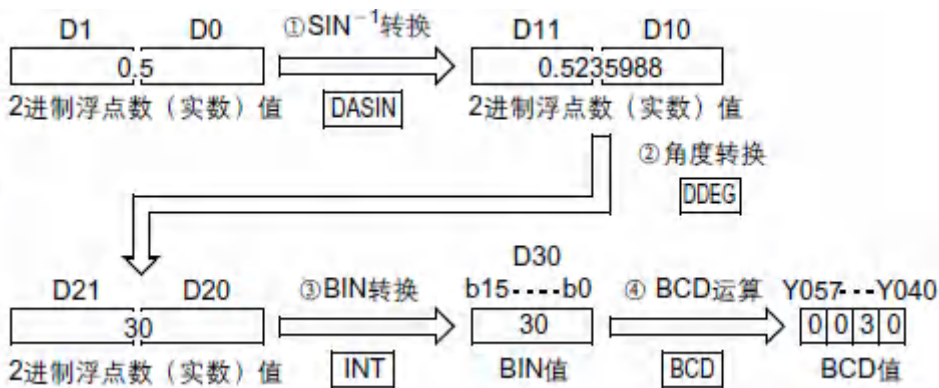 D1 D0 ①SIN⁻¹转换 D11 D10
0.5 0.5235988
2进制浮点数（实数）值 DASIN 2进制浮点数（实数）值
②角度转换
DDEG
D30
D21 D20 ③BIN转换 b15----b0 ④ BCD运算 Y057---Y040
30 30 0 0 3 0
2进制浮点数（实数）值 INT BIN值 BCD BCD值